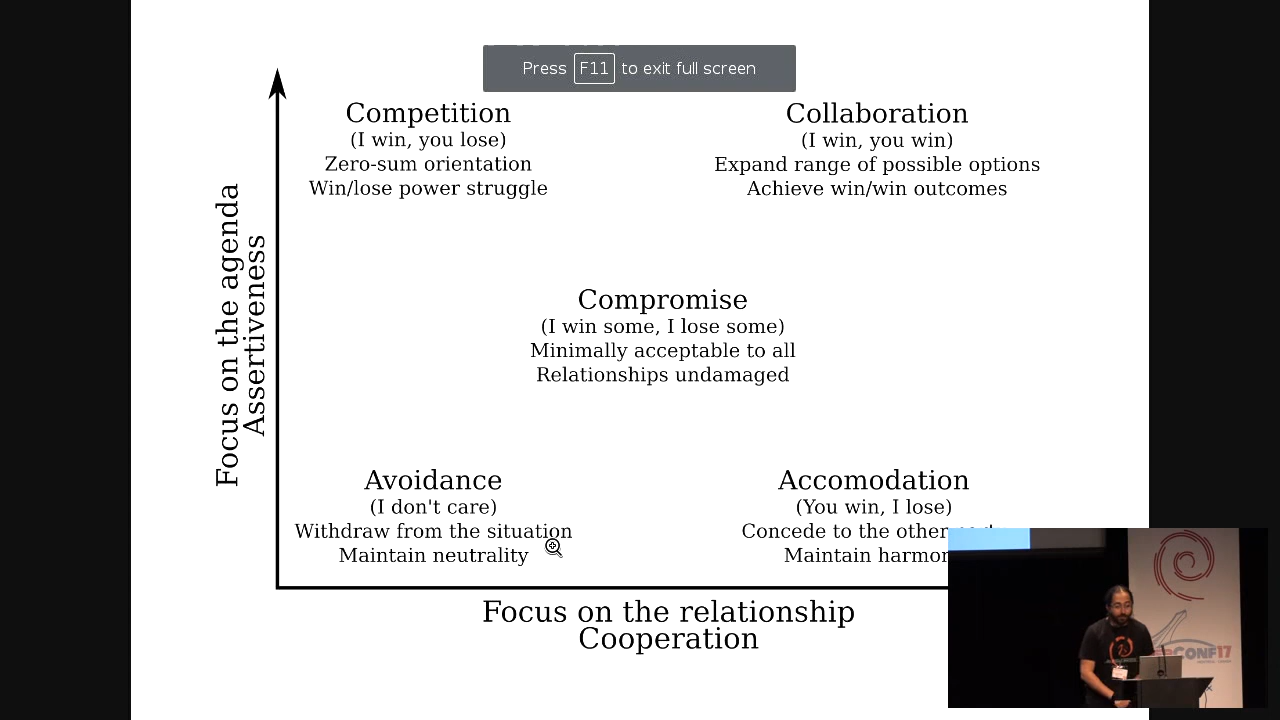 Press F11 to exit full screen
Competition
(I win, you lose)
Zero-sum orientation
Win/lose power struggle
Collaboration
(I win, you win)
Expand range of possible options
Achieve win/win outcomes
Focus on the agenda
Assertiveness
Compromise
(I win some, I lose some)
Minimally acceptable to all
Relationships undamaged
Avoidance
(I don't care)
Withdraw from the situation
Maintain neutrality
Accomodation
(You win, I lose)
Concede to the other
Maintain
Focus on the relationship
Cooperation
CONF17